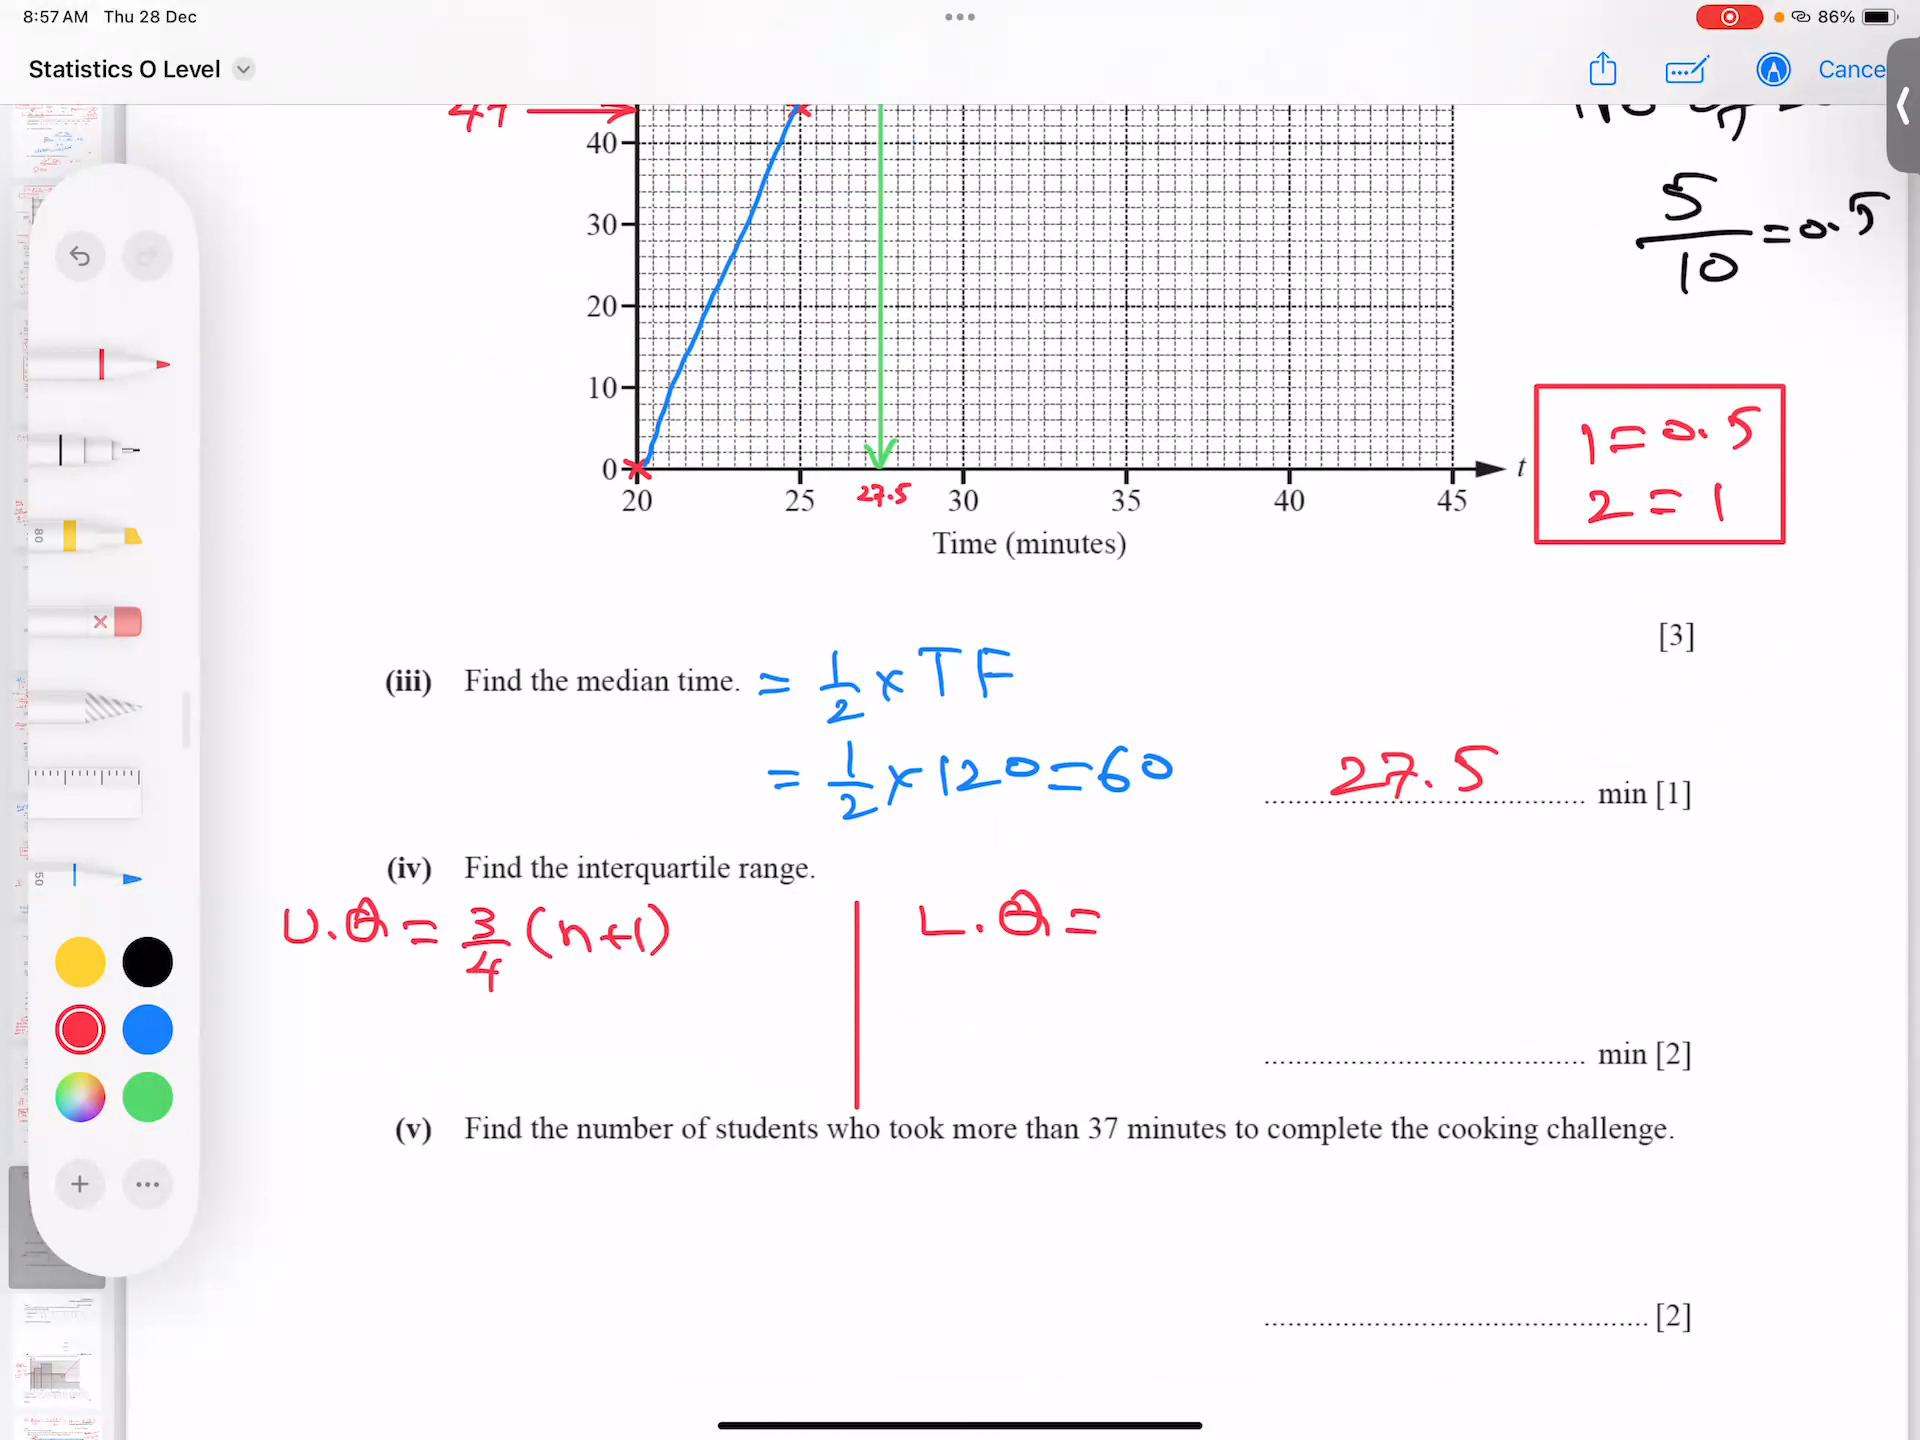 8:57 AM Thu 28 Dec
86%
Statistics O Level
Cance
40
30
20
10
0
20 25 27.5 30 35 40 45
t
Time (minutes)
5/10 = 0.5
1 = 0.5
2 = 1
[3]
(iii) Find the median time. = 1/2 × TF
= 1/2 × 120 = 60
27.5 min [1]
(iv) Find the interquartile range.
U.Q = 3/4 (n+1)
L.Q =
min [2]
(v) Find the number of students who took more than 37 minutes to complete the cooking challenge.
[2]
80
50